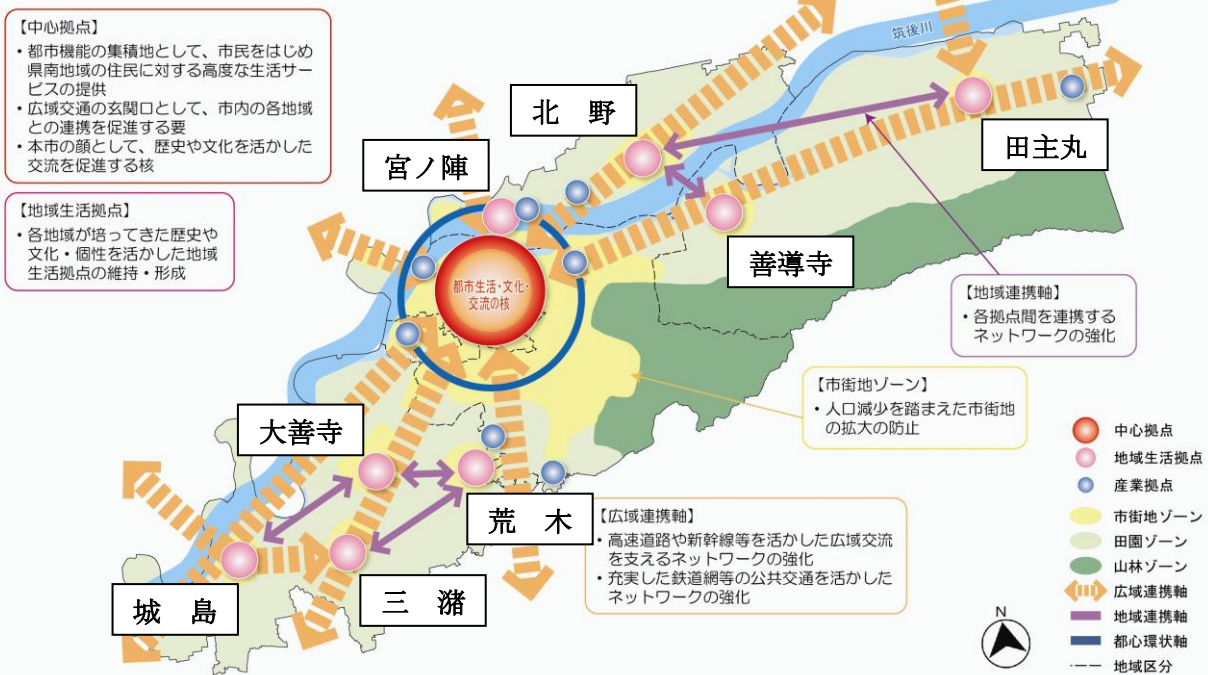 【中心拠点】
・都市機能の集積地として、市民をはじめ
県南地域の住民に対する高度な生活サー
ビスの提供
・広域交通の玄関口として、市内の各地域
との連携を促進する要
・本市の顔として、歴史や文化を活かした
交流を促進する核
【地域生活拠点】
・各地域が培ってきた歴史や
文化・個性を活かした地域
生活拠点の維持・形成
筑後川
北 野
宮ノ陣
田主丸
善導寺
都市生活・文化・
交流の核
【地域連携軸】
・各拠点間を連携する
ネットワークの強化
【市街地ゾーン】
・人口減少を踏まえた市街地
の拡大の防止
大善寺
荒 木
城 島
三 潴
【広域連携軸】
・高速道路や新幹線等を活かした広域交流
を支えるネットワークの強化
・充実した鉄道網等の公共交通を活かした
ネットワークの強化
N
中心拠点
地域生活拠点
産業拠点
市街地ゾーン
田園ゾーン
山林ゾーン
広域連携軸
地域連携軸
都心環状軸
地域区分